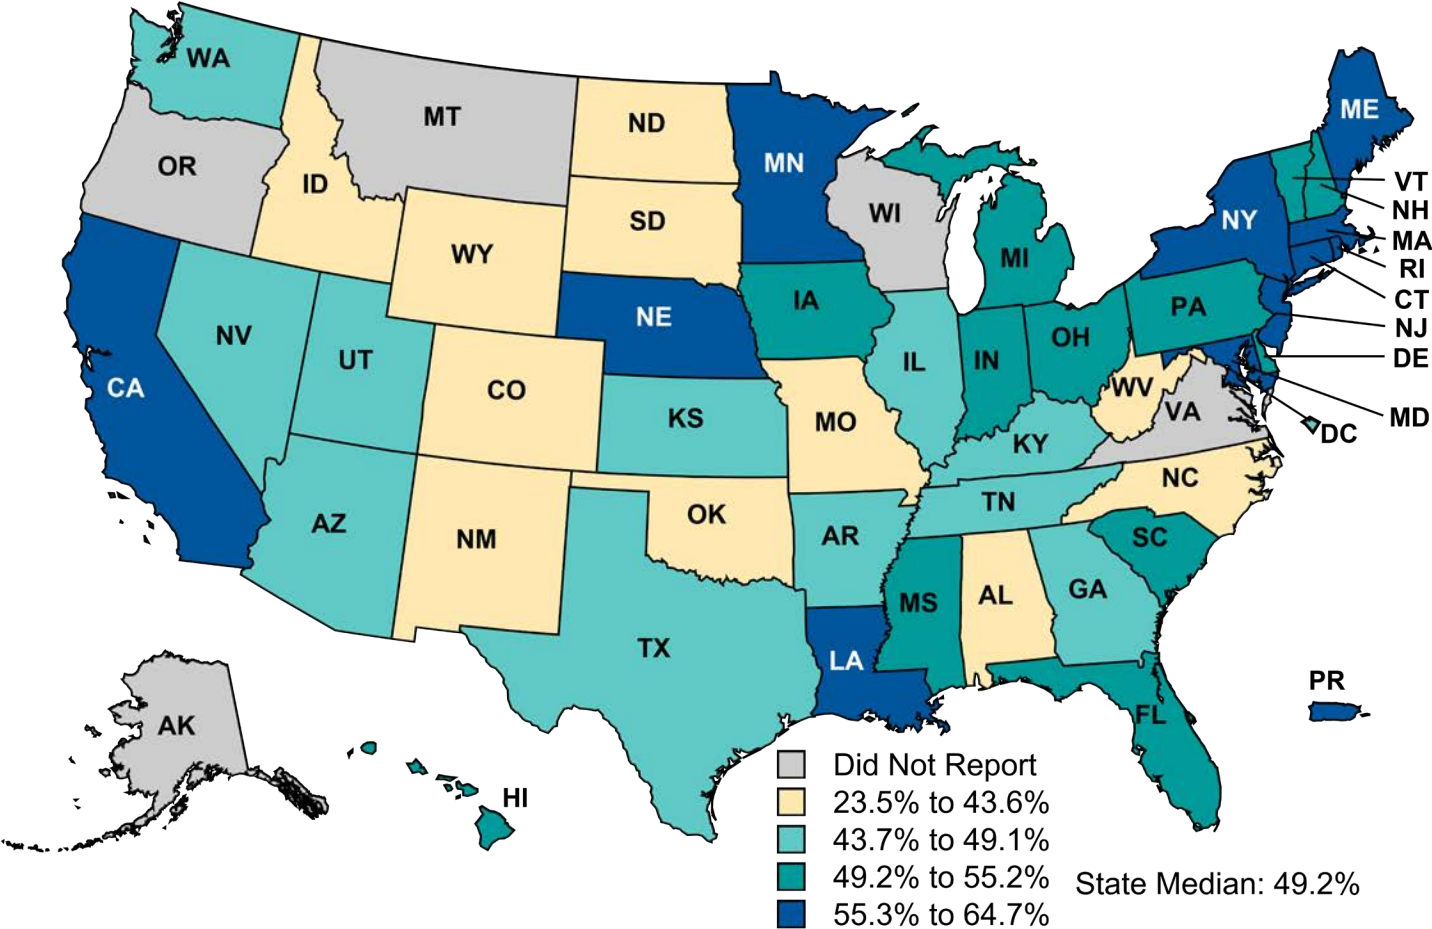 WA
MT
ND
MN
ME
OR
ID
SD
WI
VT
NH
NY
MA
RI
WY
MI
CT
NJ
IA
PA
NE
NV
UT
OH
IN
IL
DE
CA
CO
WV
VA
MD
KS
MO
KY
DC
NC
AZ
NM
OK
TN
AR
SC
MS
AL
GA
TX
LA
PR
FL
AK
HI
Did Not Report
23.5% to 43.6%
43.7% to 49.1%
49.2% to 55.2%
State Median: 49.2%
55.3% to 64.7%